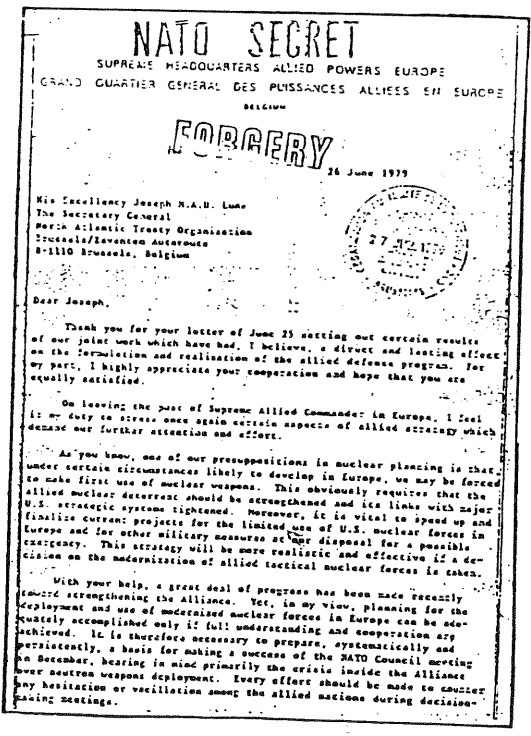 NATO SECRET
SUPREME HEADQUARTERS ALLIED POWERS EUROPE
GRAND QUARTIER GENERAL DES PUISSANCES ALLIEES EN EUROPE
BELGIUM
FORGERY
26 June 1979
His Excellency Joseph M.A.H. Luns
The Secretary General
North Atlantic Treaty Organisation
Brussels/Zaventem Autoroute
B-1110 Brussels, Belgium
27
Dear Joseph,
Thank you for your letter of June 25 setting out certain results
of our joint work which have had, I believe, a direct and lasting effect
on the formulation and realisation of the allied defense program. For
my part, I highly appreciate your cooperation and hope that you are
equally satisfied.
On leaving the post of Supreme Allied Commander in Europe, I feel
it my duty to stress once again certain aspects of allied strategy which
demand our further attention and effort.
As you know, one of our presuppositions in nuclear planning is that,
under certain circumstances likely to develop in Europe, we may be forced
to make first use of nuclear weapons. This obviously requires that the
allied nuclear deterrent should be strengthened and its links with major
U.S. strategic systems tightened. Moreover, it is vital to speed up and
finalize current projects for the limited use of U.S. nuclear forces in
Europe and for other military measures at our disposal for a possible
emergency. This strategy will be more realistic and effective if a de-
cision on the modernization of allied tactical nuclear forces is taken.
With your help, a great deal of progress has been made recently
toward strengthening the Alliance. Yet, in my view, planning for the
deployment and use of modernized nuclear forces in Europe can be ade-
quately accomplished only if full understanding and cooperation are
achieved. It is therefore necessary to prepare, systematically and
persistently, a basis for making a success of the NATO Council meeting
in December, bearing in mind primarily the crisis inside the Alliance
over neutron weapons deployment. Every effort should be made to counter
any hesitation or vacillation among the allied nations during decision-
making meetings.